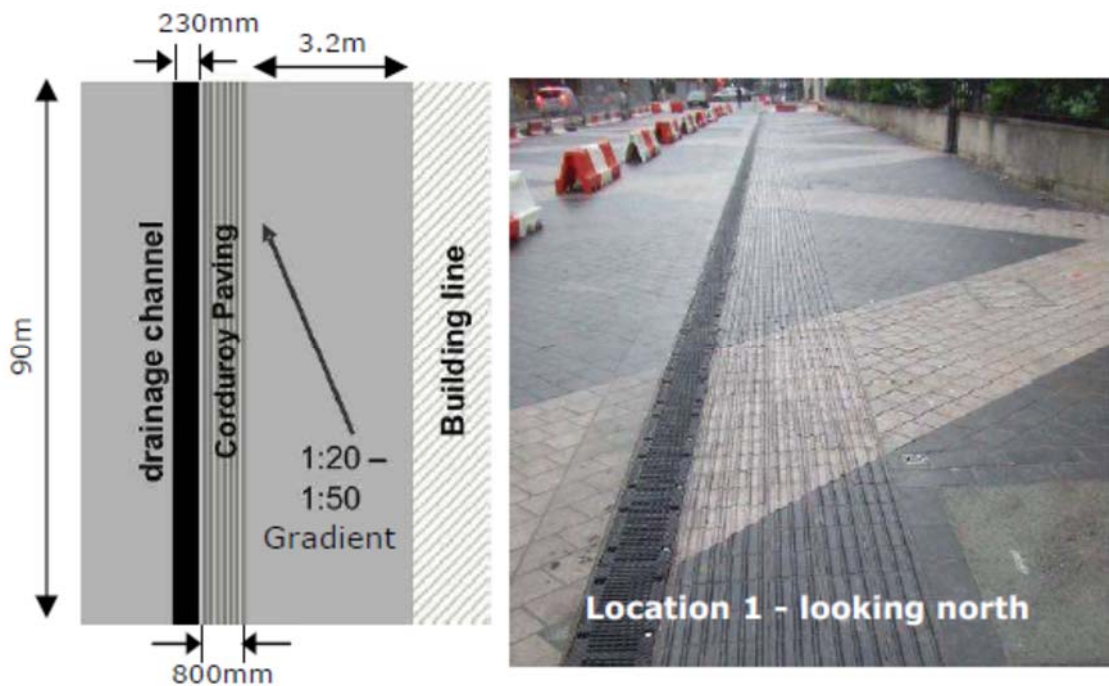 230mm
3.2m
90m
drainage channel
Corduroy Paving
Building line
1:20 –
1:50
Gradient
800mm
Location 1 - looking north